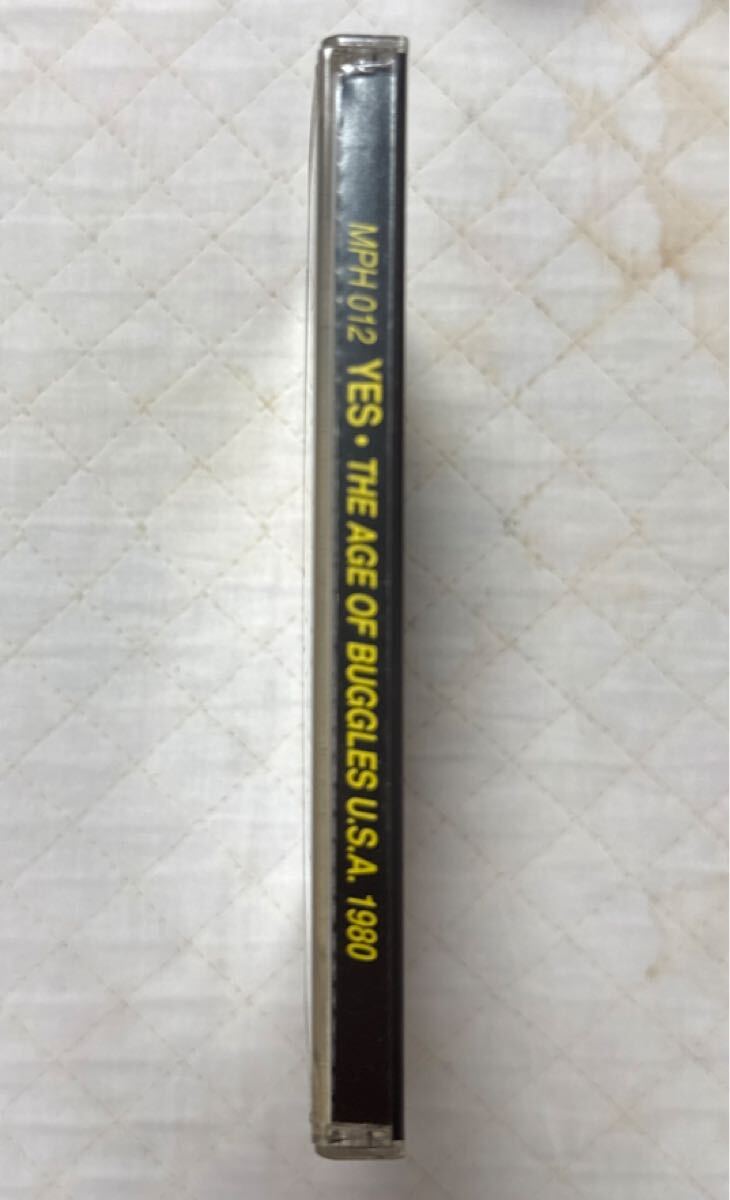 MPH 012 YES • THE AGE OF BUGGLES U.S.A. 1980